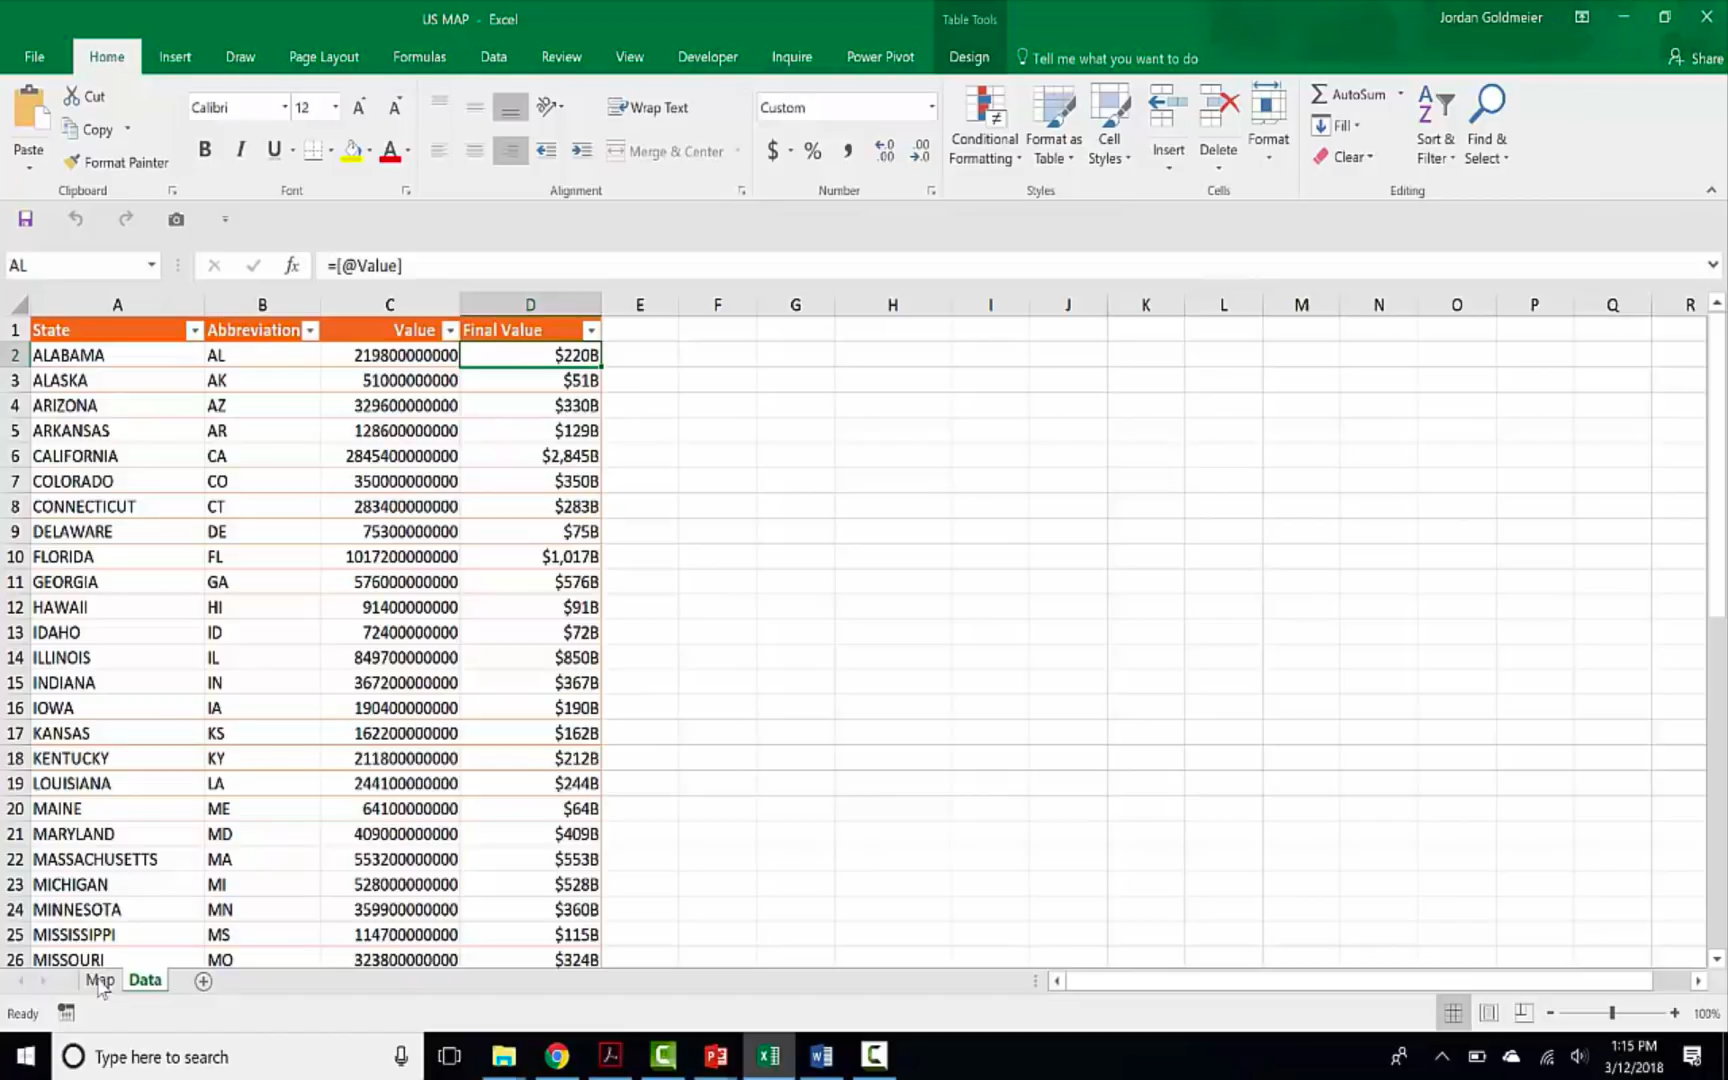 US MAP - Excel
Table Tools
Jordan Goldmeier
File Home Insert Draw Page Layout Formulas Data Review View Developer Inquire Power Pivot Design Tell me what you want to do Share
Paste
Cut
Copy
Format Painter
Clipboard
Calibri 12
B I U A
Font
Wrap Text
Merge & Center
Alignment
Custom
$ % , .0 .00 .00 .0
Number
Conditional Formatting
Format as Table
Cell Styles
Styles
Insert
Delete
Format
Cells
AutoSum
Fill
Clear
Sort & Filter
Find & Select
Editing
AL fx =[@Value]
A B C D E F G H I J K L M N O P Q R
1 State Abbreviation Value Final Value
2 ALABAMA AL 219800000000 $220B
3 ALASKA AK 51000000000 $51B
4 ARIZONA AZ 329600000000 $330B
5 ARKANSAS AR 128600000000 $129B
6 CALIFORNIA CA 2845400000000 $2,845B
7 COLORADO CO 350000000000 $350B
8 CONNECTICUT CT 283400000000 $283B
9 DELAWARE DE 75300000000 $75B
10 FLORIDA FL 1017200000000 $1,017B
11 GEORGIA GA 576000000000 $576B
12 HAWAII HI 91400000000 $91B
13 IDAHO ID 72400000000 $72B
14 ILLINOIS IL 849700000000 $850B
15 INDIANA IN 367200000000 $367B
16 IOWA IA 190400000000 $190B
17 KANSAS KS 162200000000 $162B
18 KENTUCKY KY 211800000000 $212B
19 LOUISIANA LA 244100000000 $244B
20 MAINE ME 64100000000 $64B
21 MARYLAND MD 409000000000 $409B
22 MASSACHUSETTS MA 553200000000 $553B
23 MICHIGAN MI 528000000000 $528B
24 MINNESOTA MN 359900000000 $360B
25 MISSISSIPPI MS 114700000000 $115B
26 MISSOURI MO 323800000000 $324B
Map Data
Ready 100%
Type here to search
1:15 PM
3/12/2018